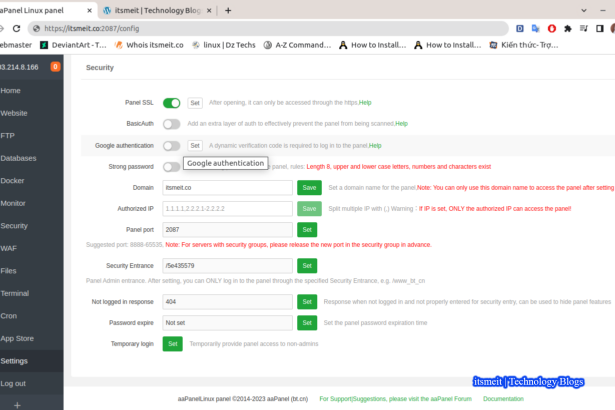 aPanel Linux panel
itsmeit | Technology Blog
https://itsmeit.co:2087/config
ebmaster
DeviantArt - T...
Whois itsmeit.co
linux | Dz Techs
A-Z Command...
How to Install...
How to Install...
Kiến thức-Trợ...
03.214.8.166
0
Home
Website
FTP
Databases
Docker
Monitor
Security
WAF
Files
Terminal
Cron
App Store
Settings
Log out
Security
Panel SSL
Set
After opening, it can only be accessed through the https,Help
BasicAuth
Add an extra layer of auth to effectively prevent the panel from being scanned,Help
Google authentication
Set
A dynamic verification code is required to log in to the panel,Help
Google authentication
Strong password
panel. rules: Length 8, upper and lower case letters, numbers and characters exist
Domain
itsmeit.co
Save
Set a domain name for the panel;Note: You can only use this domain name to access the panel after setting
Authorized IP
1.1.1.1,2.2.2.1-2.2.2.2
Save
Split multiple IP with (,) Warning : If IP is set, ONLY the authorized IP can access the panel!
Panel port
2087
Set
Suggested port: 8888-65535, Note: For servers with security groups, please release the new port in the security group in advance.
Security Entrance
/5e435579
Set
Panel Admin entrance. After setting, you can ONLY log in to the panel through the specified Security Entrance, e.g. /www_bt_cn
Not logged in response
404
Set
Response when not logged in and not properly entered for security entry, can be used to hide panel features
Password expire
Not set
Set
Set the panel password expiration time
Temporary login
Set
Temporarily provide panel access to non-admins
itsmeit | Technology Blogs
aaPanelLinux panel ©2014-2023 aaPanel (bt.cn)
For Support|Suggestions, please visit the aaPanel Forum
Documentation